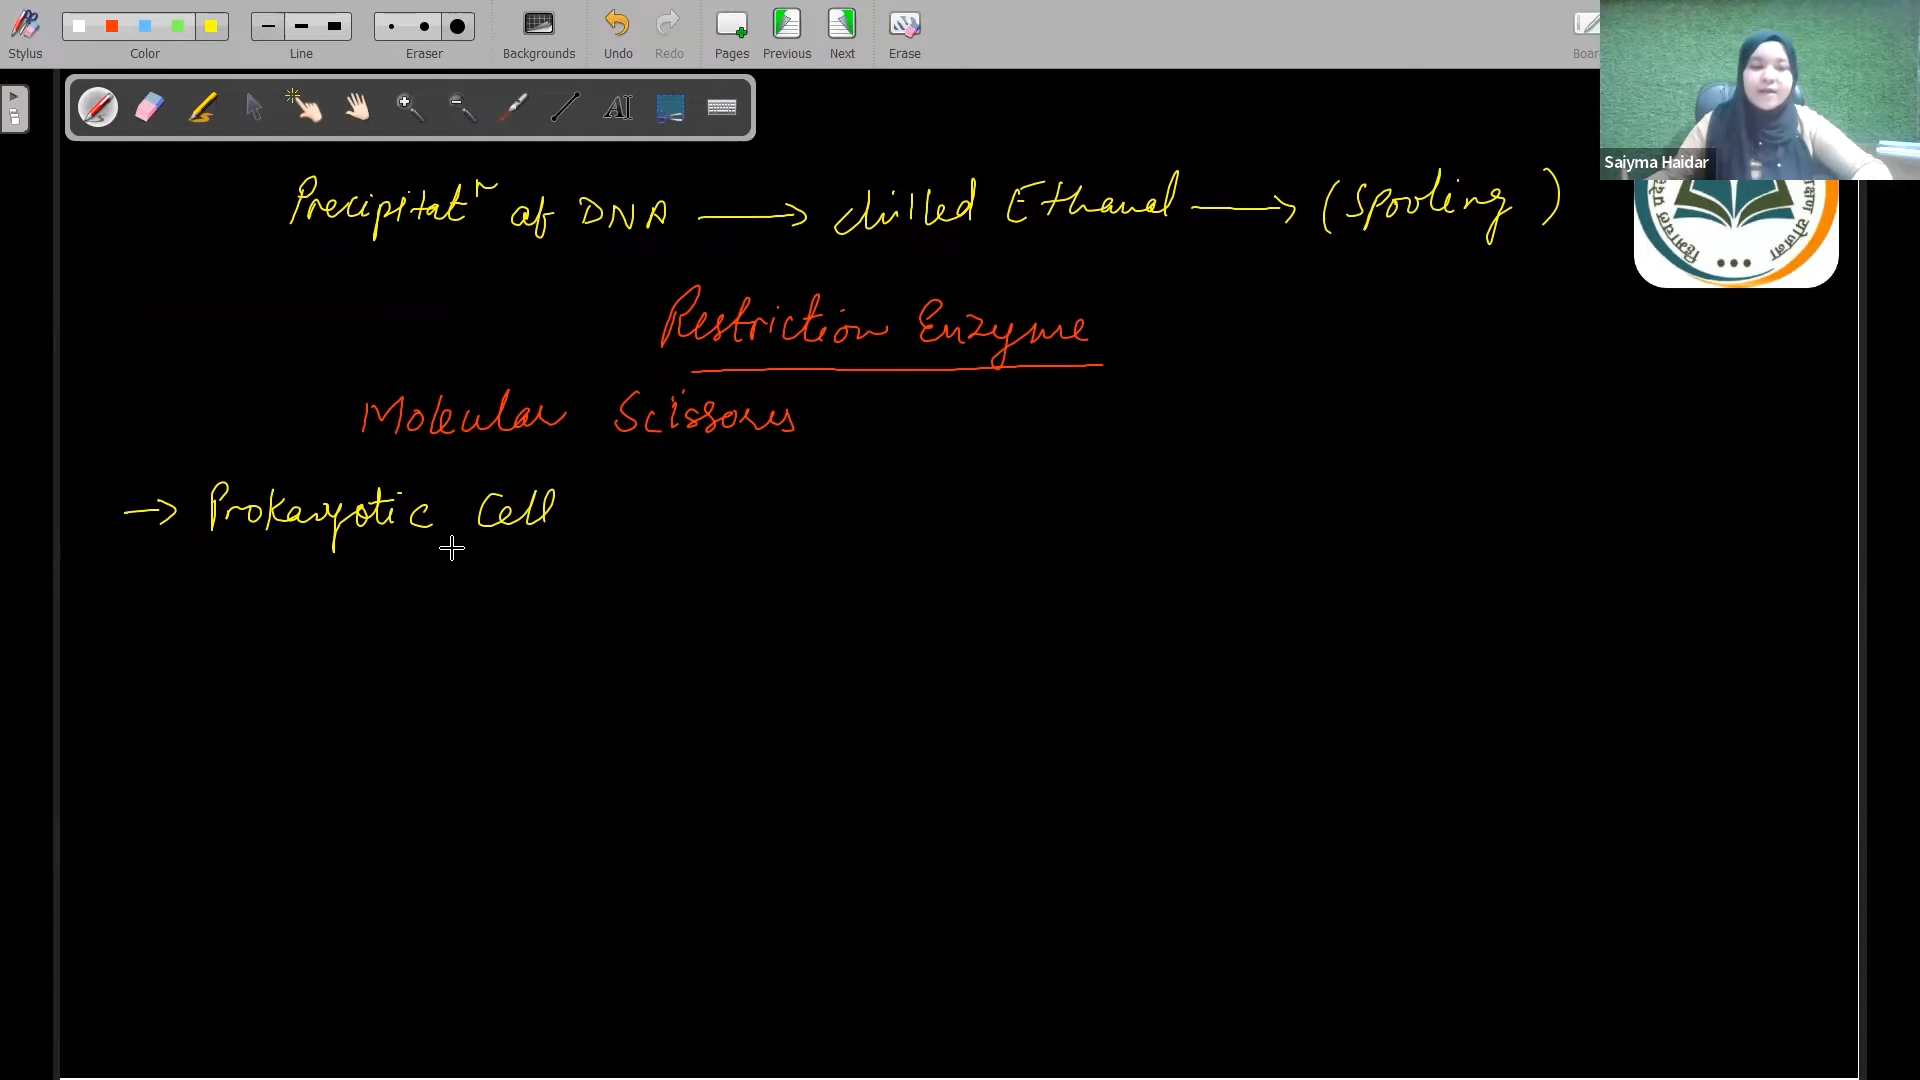 Stylus Color Line Eraser Backgrounds Undo Redo Pages Previous Next Erase Boar
Saiyma Haidar
Precipitatⁿ of DNA → chilled Ethanol → (Spooling)
Restriction Enzyme
Molecular Scissors
→ Prokaryotic Cell